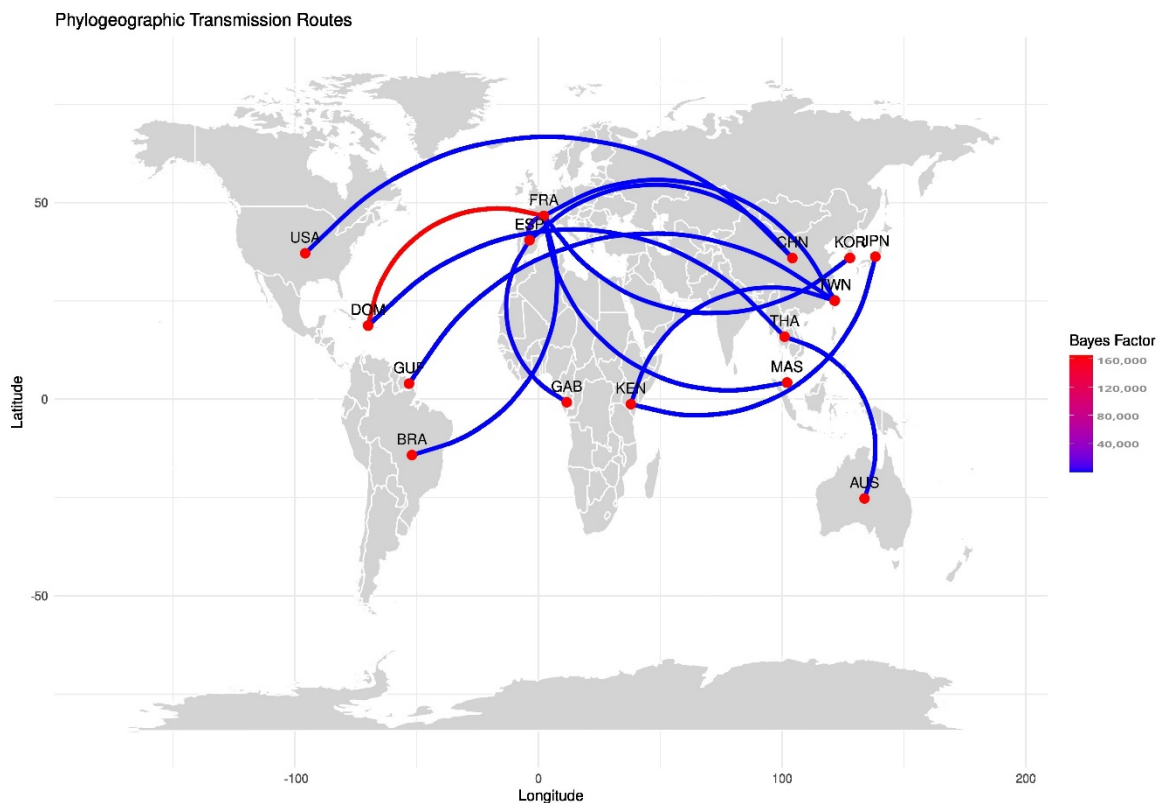 Phylogeographic Transmission Routes
Latitude
50
0
-50
FRA
ESP
USA
CHN
KOR
JPN
TWN
DOM
THA
GUF
MAS
GAB
KEN
BRA
AUS
-100
0
100
200
Longitude
Bayes Factor
160,000
120,000
80,000
40,000